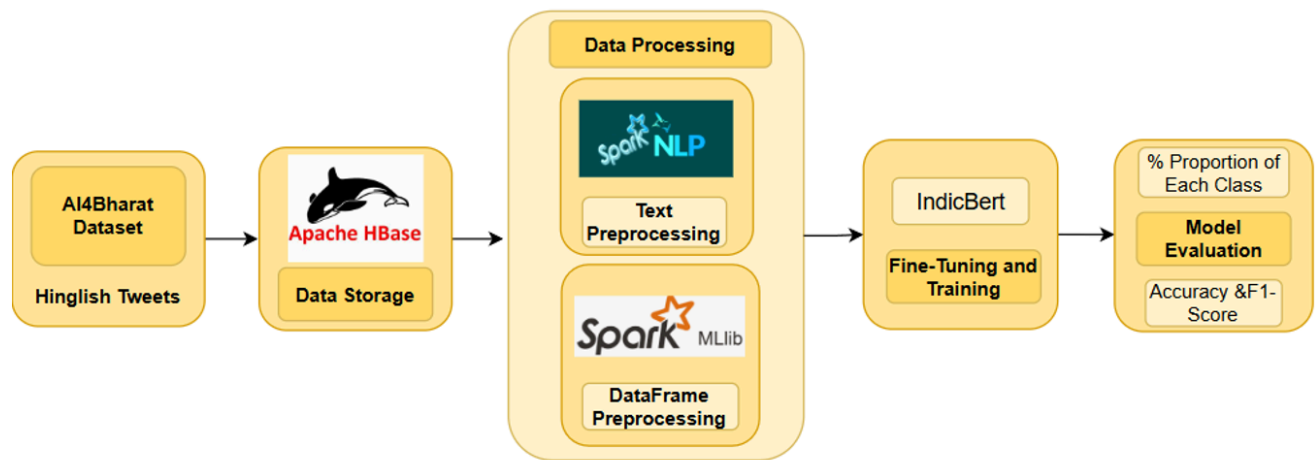 AI4Bharat
Dataset
Hinglish Tweets
Apache HBase
Data Storage
Data Processing
Spark NLP
Text
Preprocessing
Spark MLlib
DataFrame
Preprocessing
IndicBert
Fine-Tuning and
Training
% Proportion of
Each Class
Model
Evaluation
Accuracy &F1-
Score